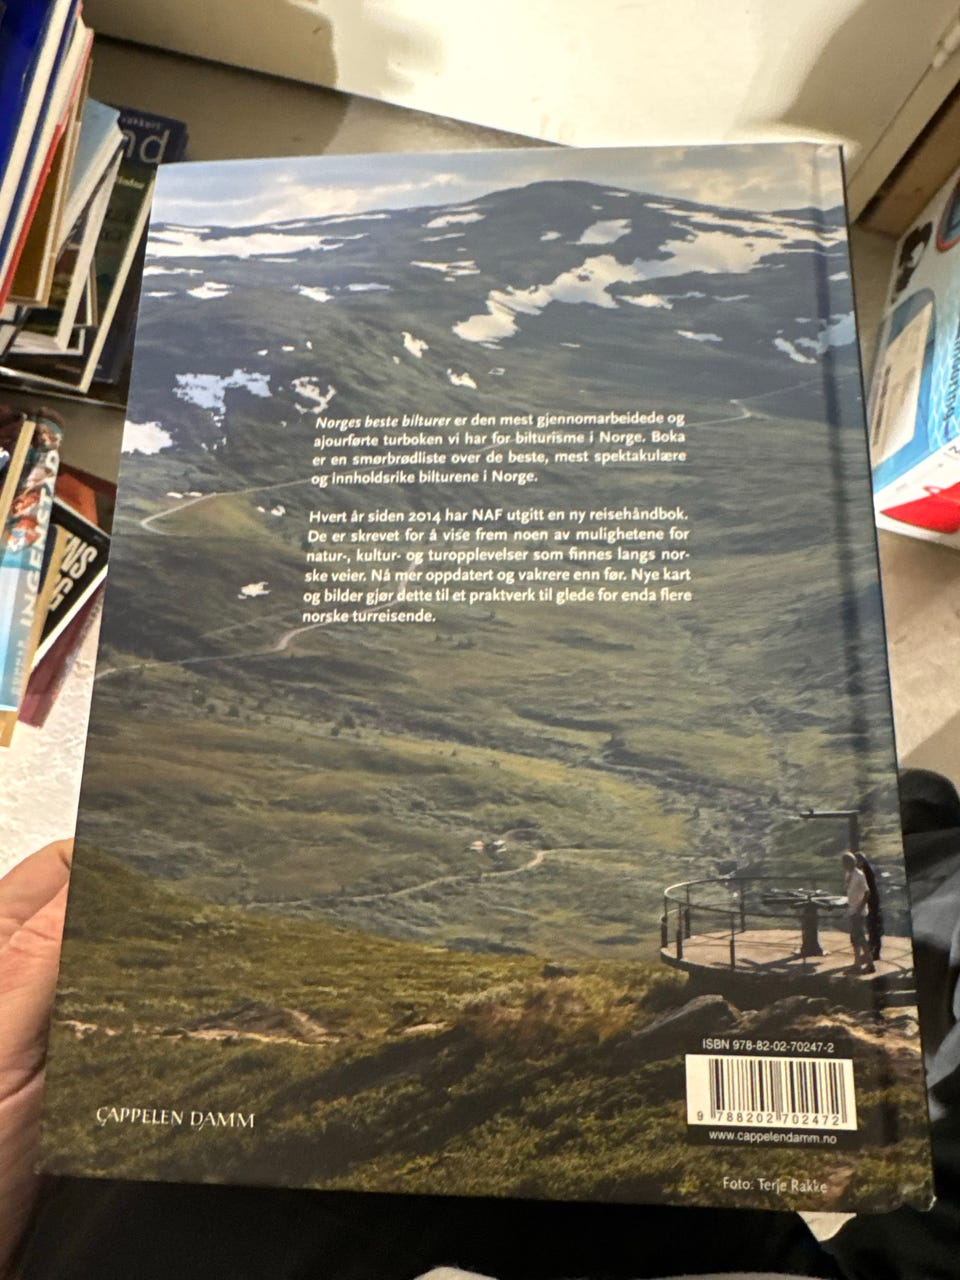 Norges beste bilturer er den mest gjennomarbeidede og
ajourførte turboken vi har for bilturisme i Norge. Boka
er en smørbrødliste over de beste, mest spektakulære
og innholdsrike bilturene i Norge.
Hvert år siden 2014 har NAF utgitt en ny reisehåndbok.
De er skrevet for å vise frem noen av mulighetene for
natur-, kultur- og turopplevelser som finnes langs nor-
ske veier. Nå mer oppdatert og vakrere enn før. Nye kart
og bilder gjør dette til et praktverk til glede for enda flere
norske turreisende.
ISBN 978-82-02-70247-2
9 788202 702472
www.cappelendamm.no
CAPPELEN DAMM
Foto: Terje Rakke